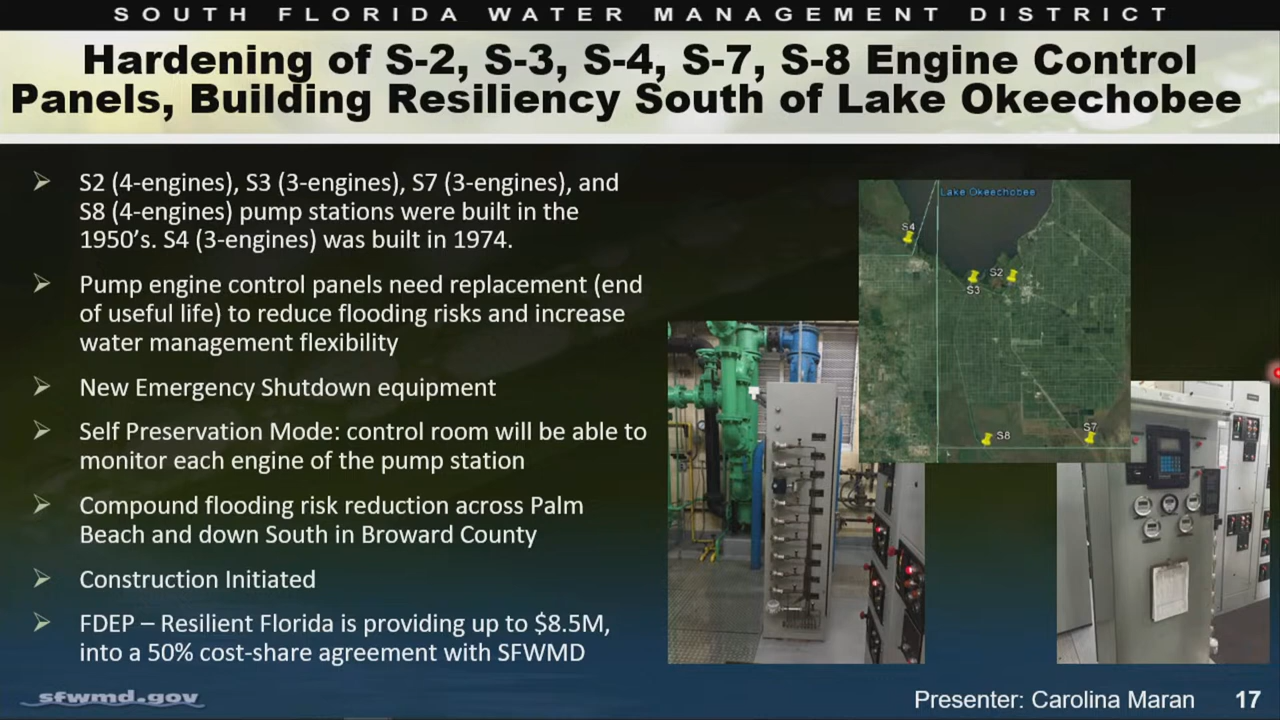 SOUTH FLORIDA WATER MANAGEMENT DISTRICT
Hardening of S-2, S-3, S-4, S-7, S-8 Engine Control
Panels, Building Resiliency South of Lake Okeechobee
S2 (4-engines), S3 (3-engines), S7 (3-engines), and
S8 (4-engines) pump stations were built in the
1950’s. S4 (3-engines) was built in 1974.
Pump engine control panels need replacement (end
of useful life) to reduce flooding risks and increase
water management flexibility
New Emergency Shutdown equipment
Self Preservation Mode: control room will be able to
monitor each engine of the pump station
Compound flooding risk reduction across Palm
Beach and down South in Broward County
Construction Initiated
FDEP – Resilient Florida is providing up to $8.5M,
into a 50% cost-share agreement with SFWMD
Lake Okeechobee
S4
S2
S3
S8
S7
sfwmd.gov
Presenter: Carolina Maran
17